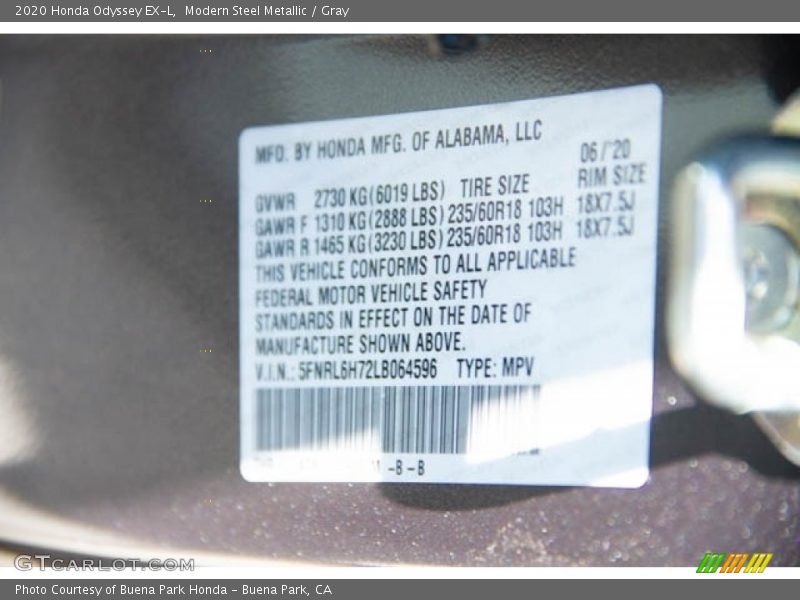 2020 Honda Odyssey EX-L,  Modern Steel Metallic / Gray
MFD. BY HONDA MFG. OF ALABAMA, LLC
06/'20
GVWR 2730 KG(6019 LBS) TIRE SIZE RIM SIZE
GAWR F 1310 KG(2888 LBS) 235/60R18 103H 18X7.5J
GAWR R 1465 KG(3230 LBS) 235/60R18 103H 18X7.5J
THIS VEHICLE CONFORMS TO ALL APPLICABLE
FEDERAL MOTOR VEHICLE SAFETY
STANDARDS IN EFFECT ON THE DATE OF
MANUFACTURE SHOWN ABOVE.
V.I.N.: 5FNRL6H72LB064596 TYPE: MPV
-B-B
GTCARLOT.COM
Photo Courtesy of Buena Park Honda - Buena Park, CA